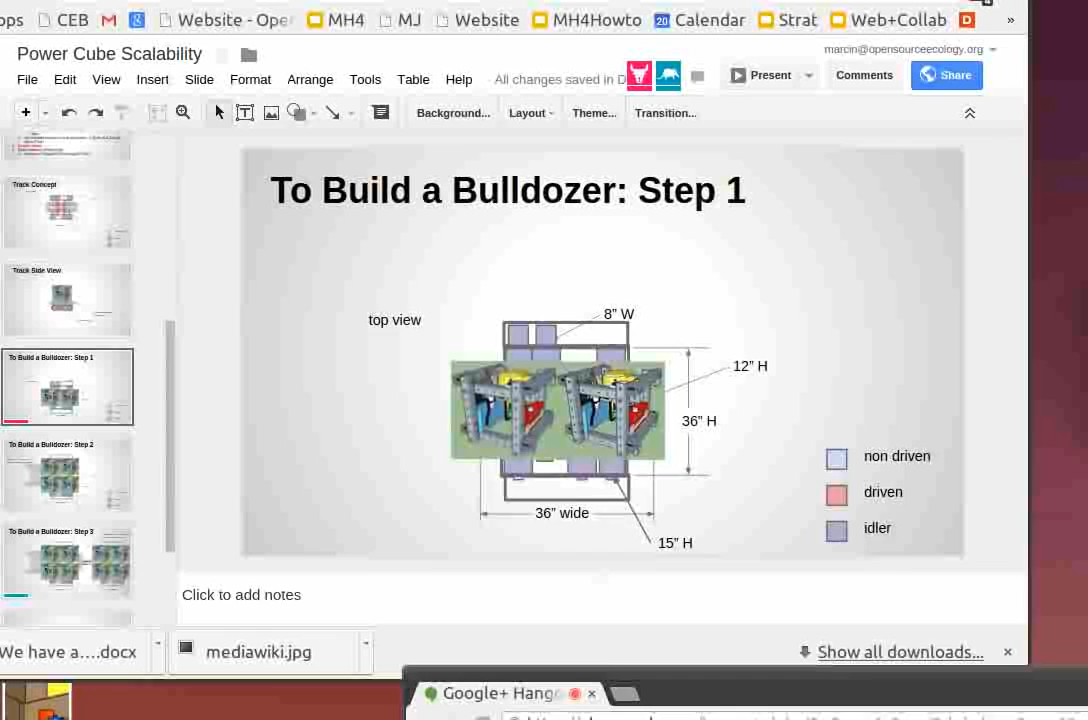 ops CEB Website - Open MH4 MJ Website MH4Howto 20 Calendar Strat Web+Collab D »
Power Cube Scalability
marcin@opensourceecology.org
File Edit View Insert Slide Format Arrange Tools Table Help All changes saved in D
Present Comments Share
Background... Layout Theme... Transition...
Track Concept
Track Side View
To Build a Bulldozer: Step 1
To Build a Bulldozer: Step 2
To Build a Bulldozer: Step 3
To Build a Bulldozer: Step 1
top view
8” W
12” H
36” H
36” wide
15” H
non driven
driven
idler
Click to add notes
We have a....docx mediawiki.jpg Show all downloads... ×
Google+ Hango ×